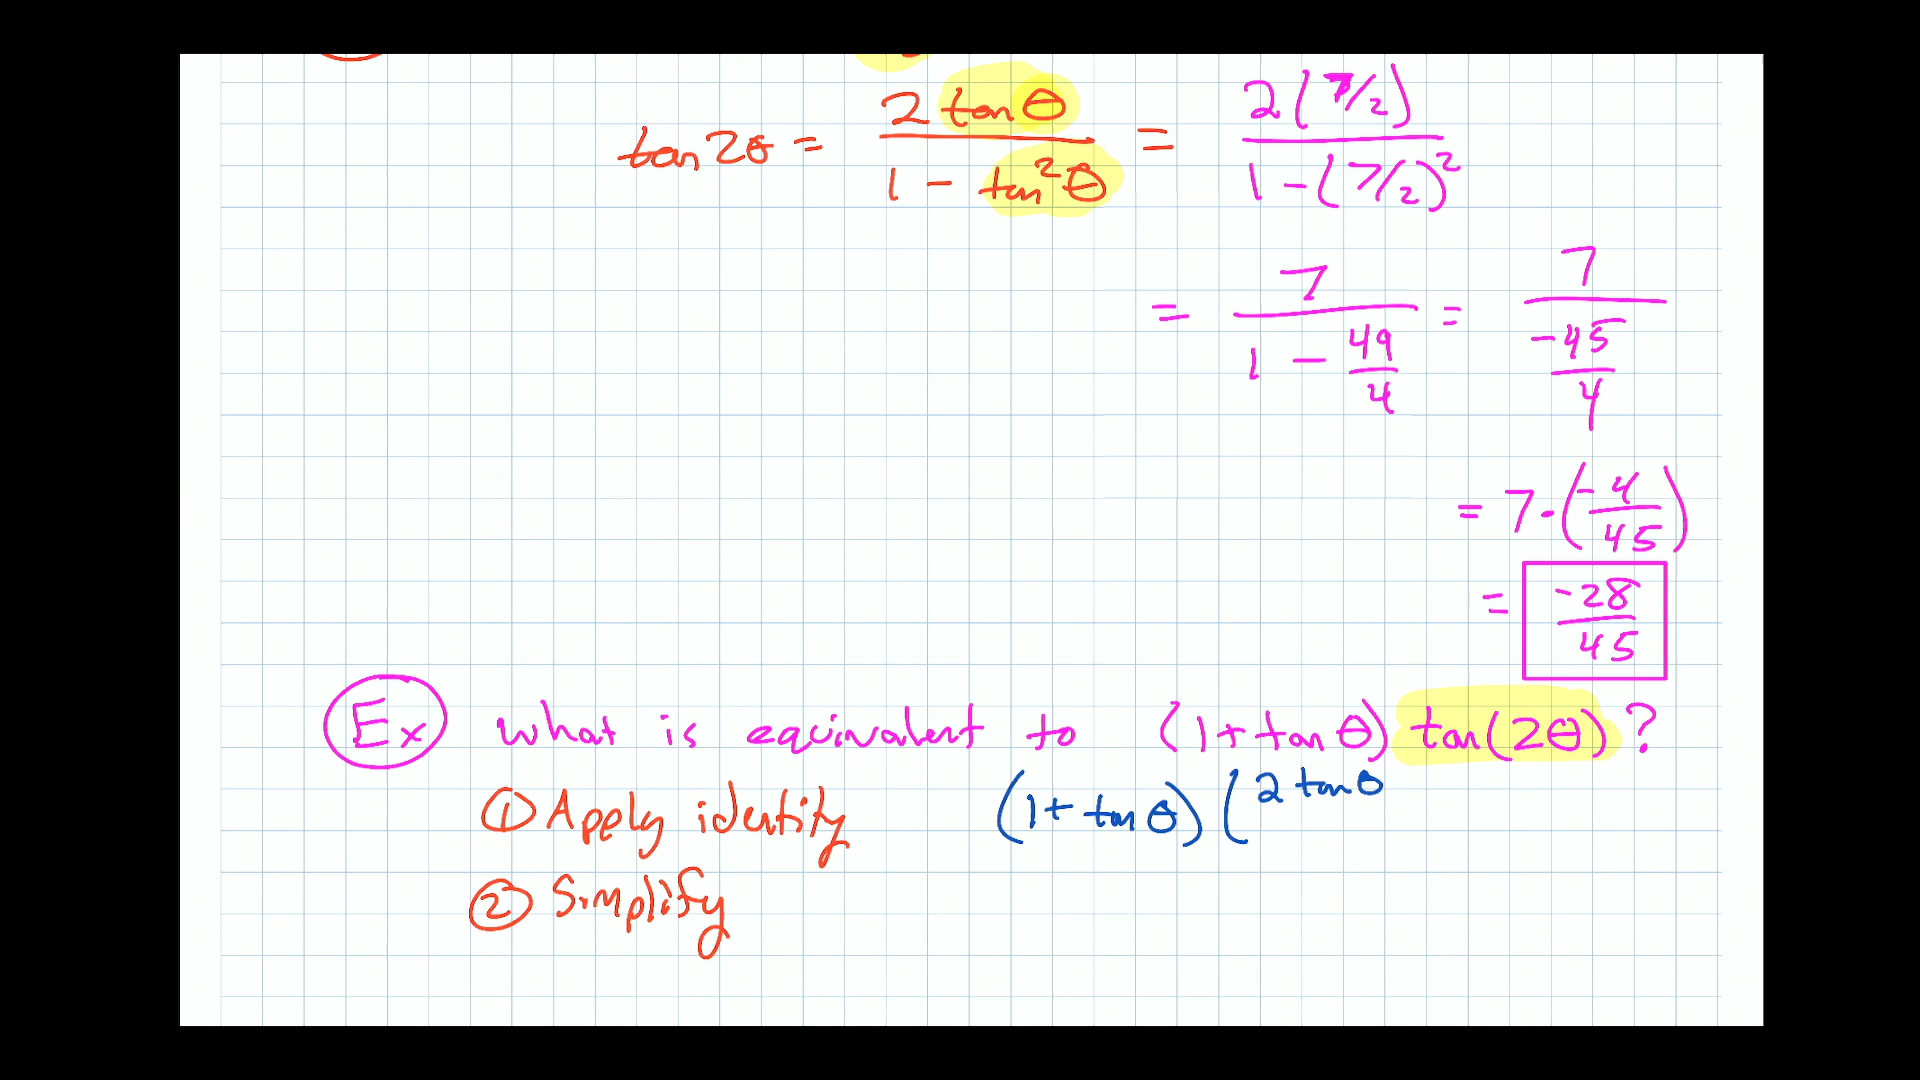 tan 2θ = 2 tan θ / 1 - tan²θ = 2(7/2) / 1 - (7/2)²
= 7 / 1 - 49/4 = 7 / -45/4
= 7 · (-4/45)
= -28/45
Ex What is equivalent to (1 + tan θ) tan(2θ)?
① Apply identity (1 + tan θ) ( 2 tan θ
② Simplify